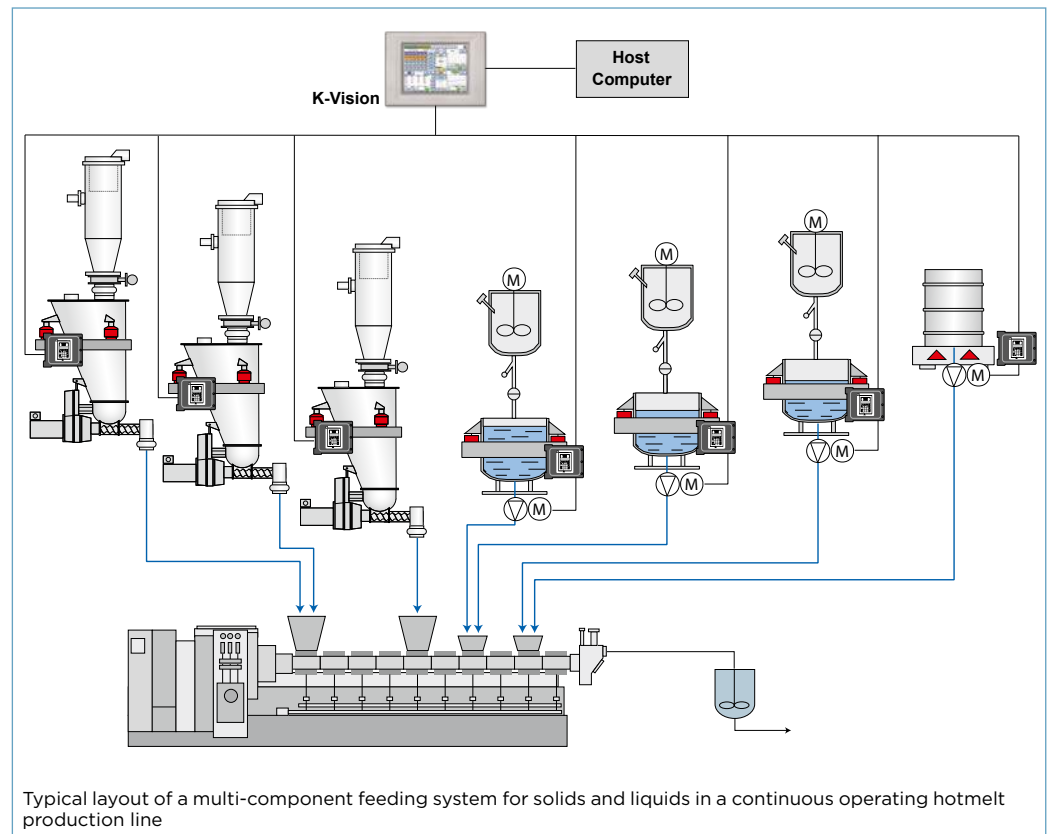 Host
Computer
K-Vision
M
M
M
M
M
M
M
Typical layout of a multi-component feeding system for solids and liquids in a continuous operating hotmelt
production line